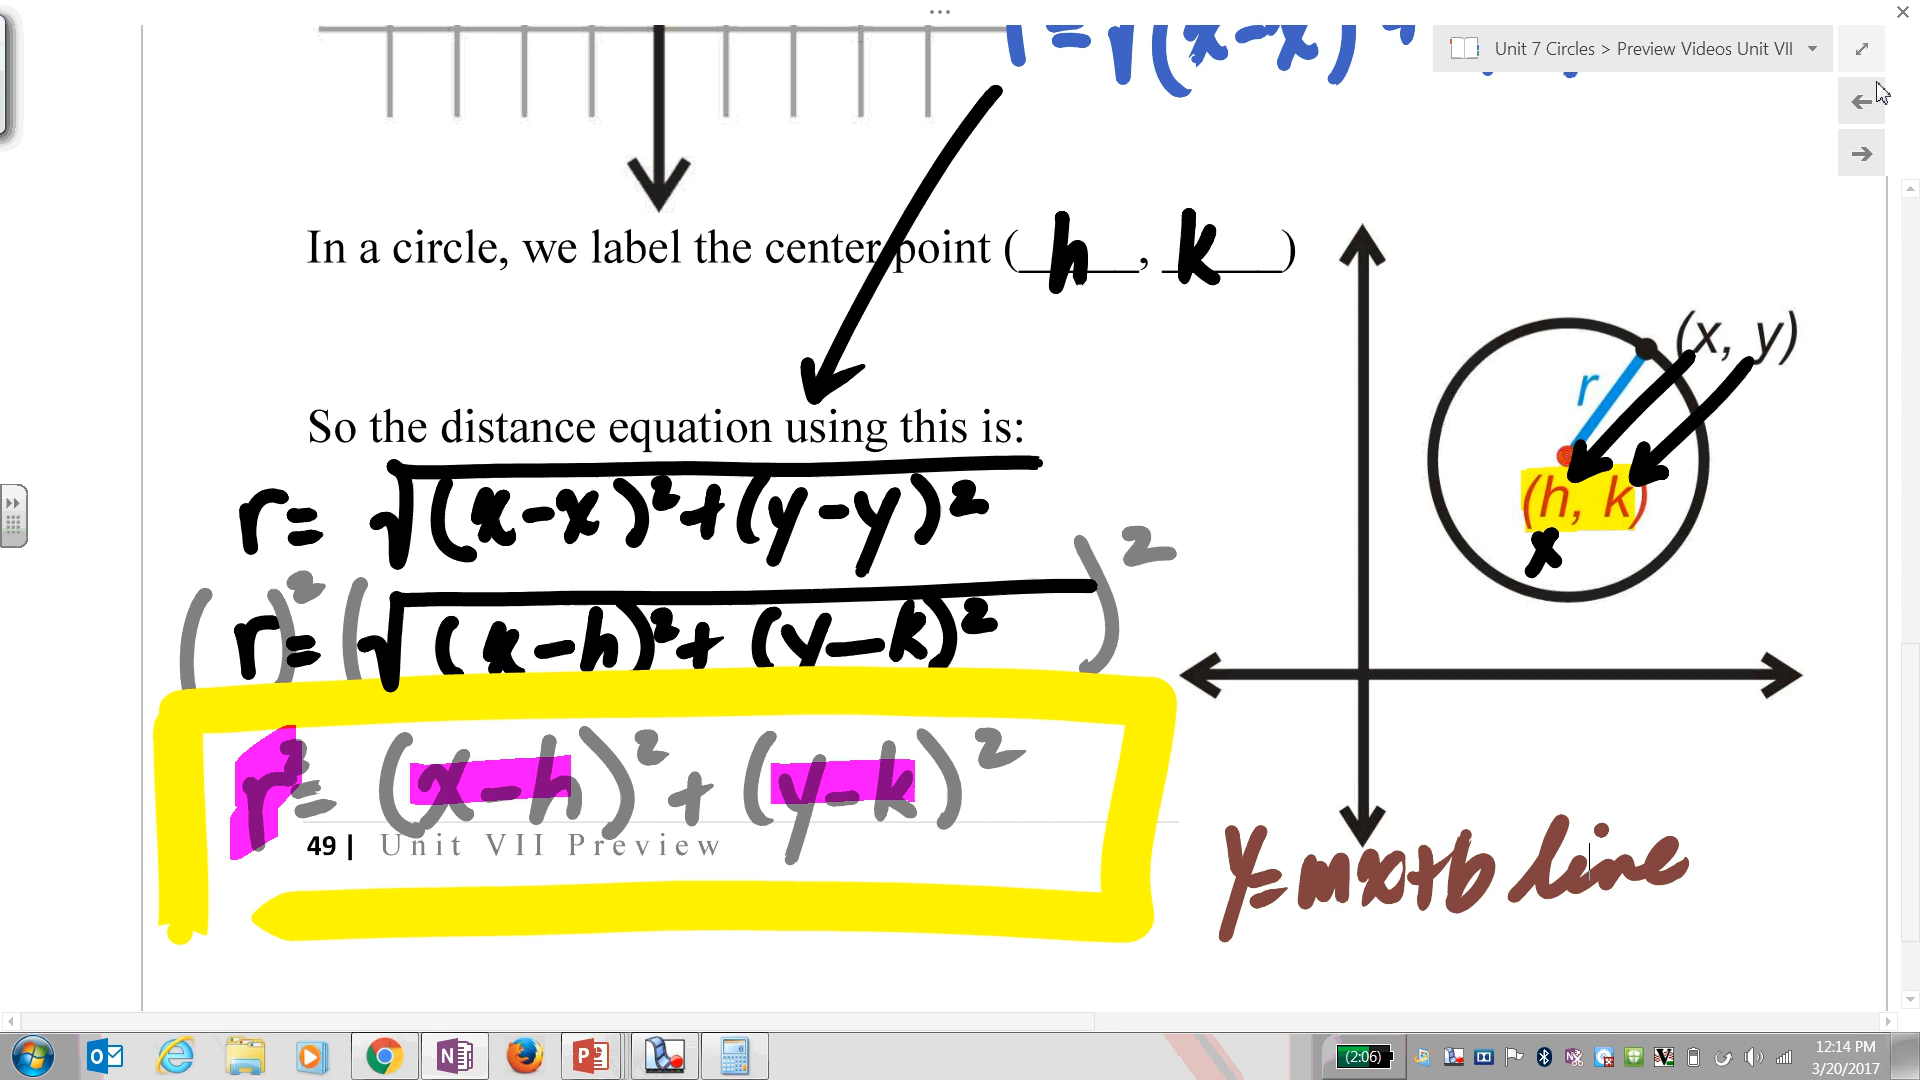 Unit 7 Circles > Preview Videos Unit VII
In a circle, we label the center point (h, k)
(x, y)
r
So the distance equation using this is:
(h, k)
x
r= √(x-x)²+(y-y)²
(r)²= (√(x-h)²+(y-k)²)²
r²= (x-h)²+(y-k)²
49 | Unit VII Preview
y=mx+b line
(2:06)
12:14 PM
3/20/2017